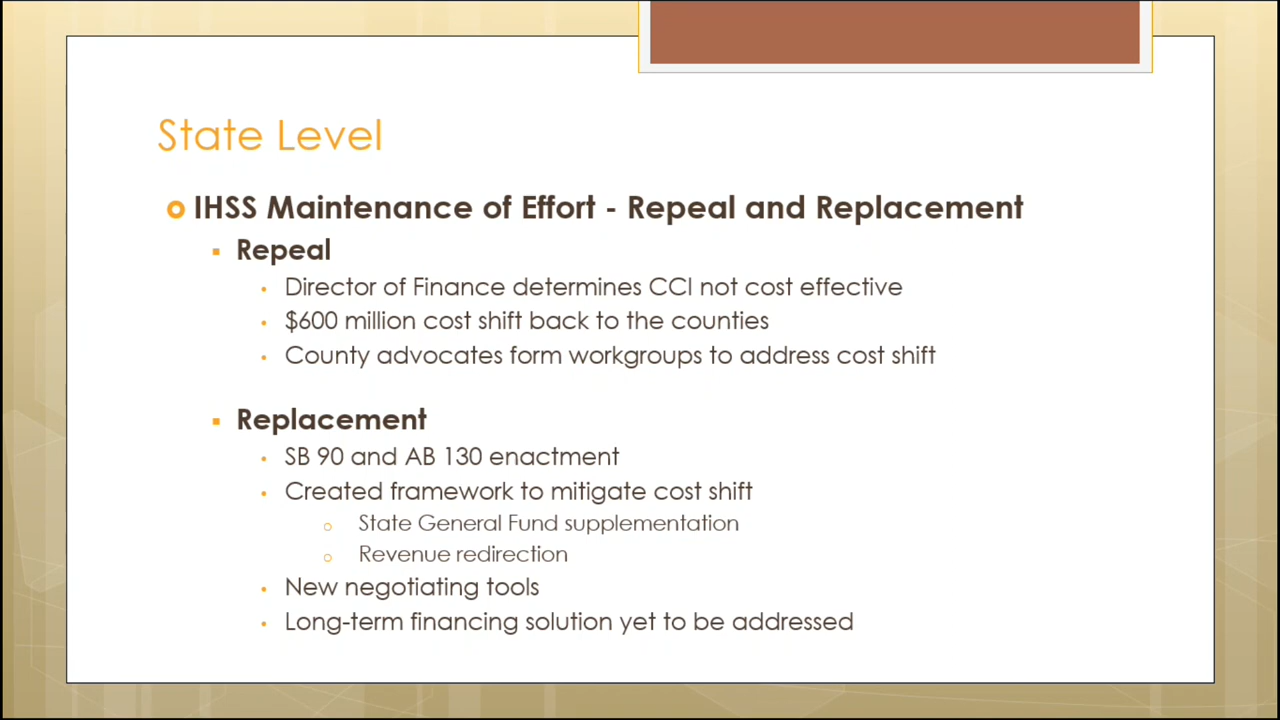 State Level
IHSS Maintenance of Effort - Repeal and Replacement
Repeal
Director of Finance determines CCI not cost effective
$600 million cost shift back to the counties
County advocates form workgroups to address cost shift
Replacement
SB 90 and AB 130 enactment
Created framework to mitigate cost shift
State General Fund supplementation
Revenue redirection
New negotiating tools
Long-term financing solution yet to be addressed